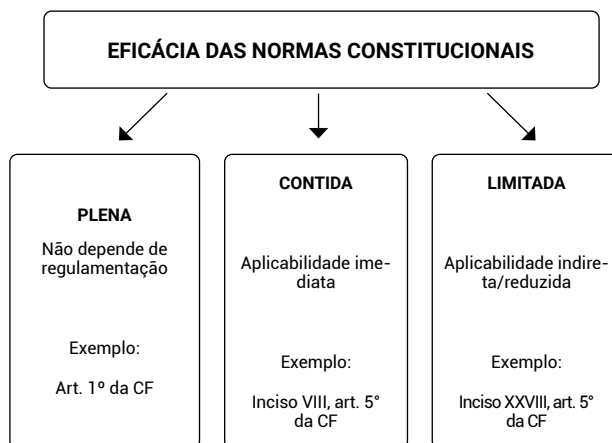 EFICÁCIA DAS NORMAS CONSTITUCIONAIS
PLENA
Não depende de
regulamentação
Exemplo:
Art. 1º da CF
CONTIDA
Aplicabilidade ime-
diata
Exemplo:
Inciso VIII, art. 5°
da CF
LIMITADA
Aplicabilidade indire-
ta/reduzida
Exemplo:
Inciso XXVIII, art. 5°
da CF